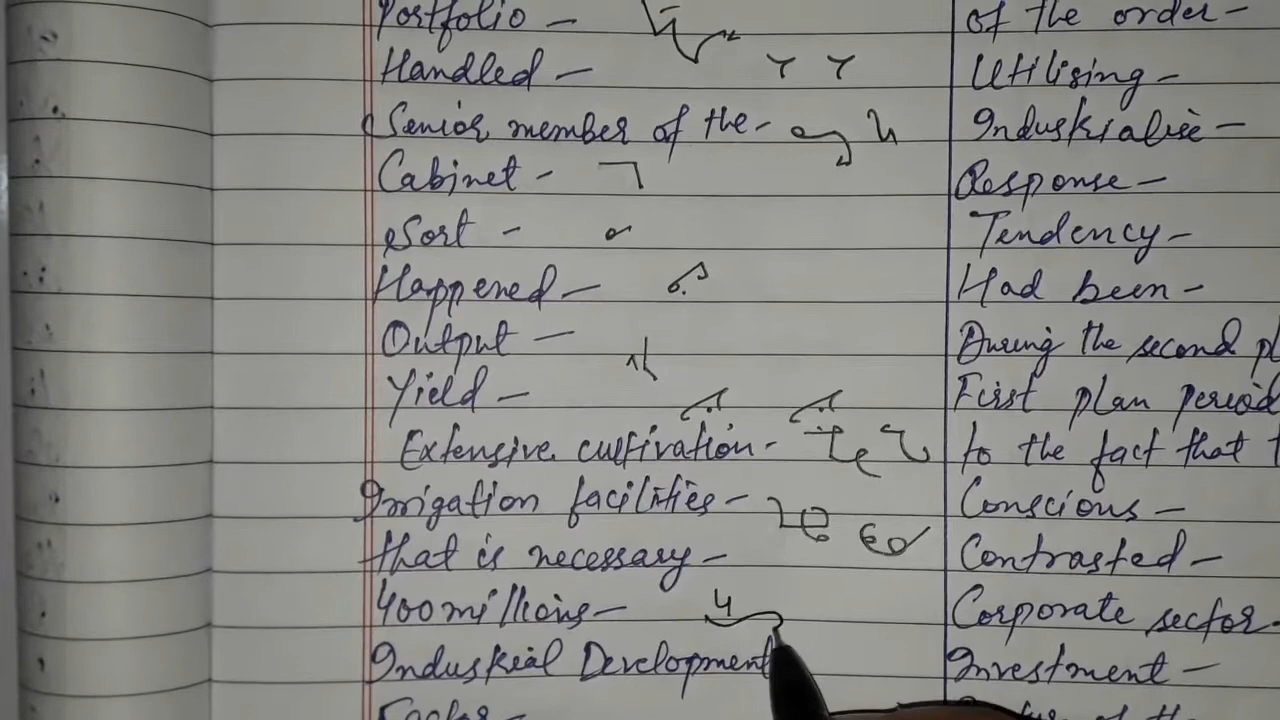 Portfolio -
Handled -
Senior member of the -
Cabinet -
Sort -
Happened -
Output -
Yield -
Extensive cultivation -
Irrigation facilities -
that is necessary -
400 millions - 4
Industrial Development
of the order -
Utilising -
Industrialise -
Response -
Tendency -
Had been -
During the second pl
First plan period
to the fact that t
Conscious -
Contrasted -
Corporate sector -
Investment -